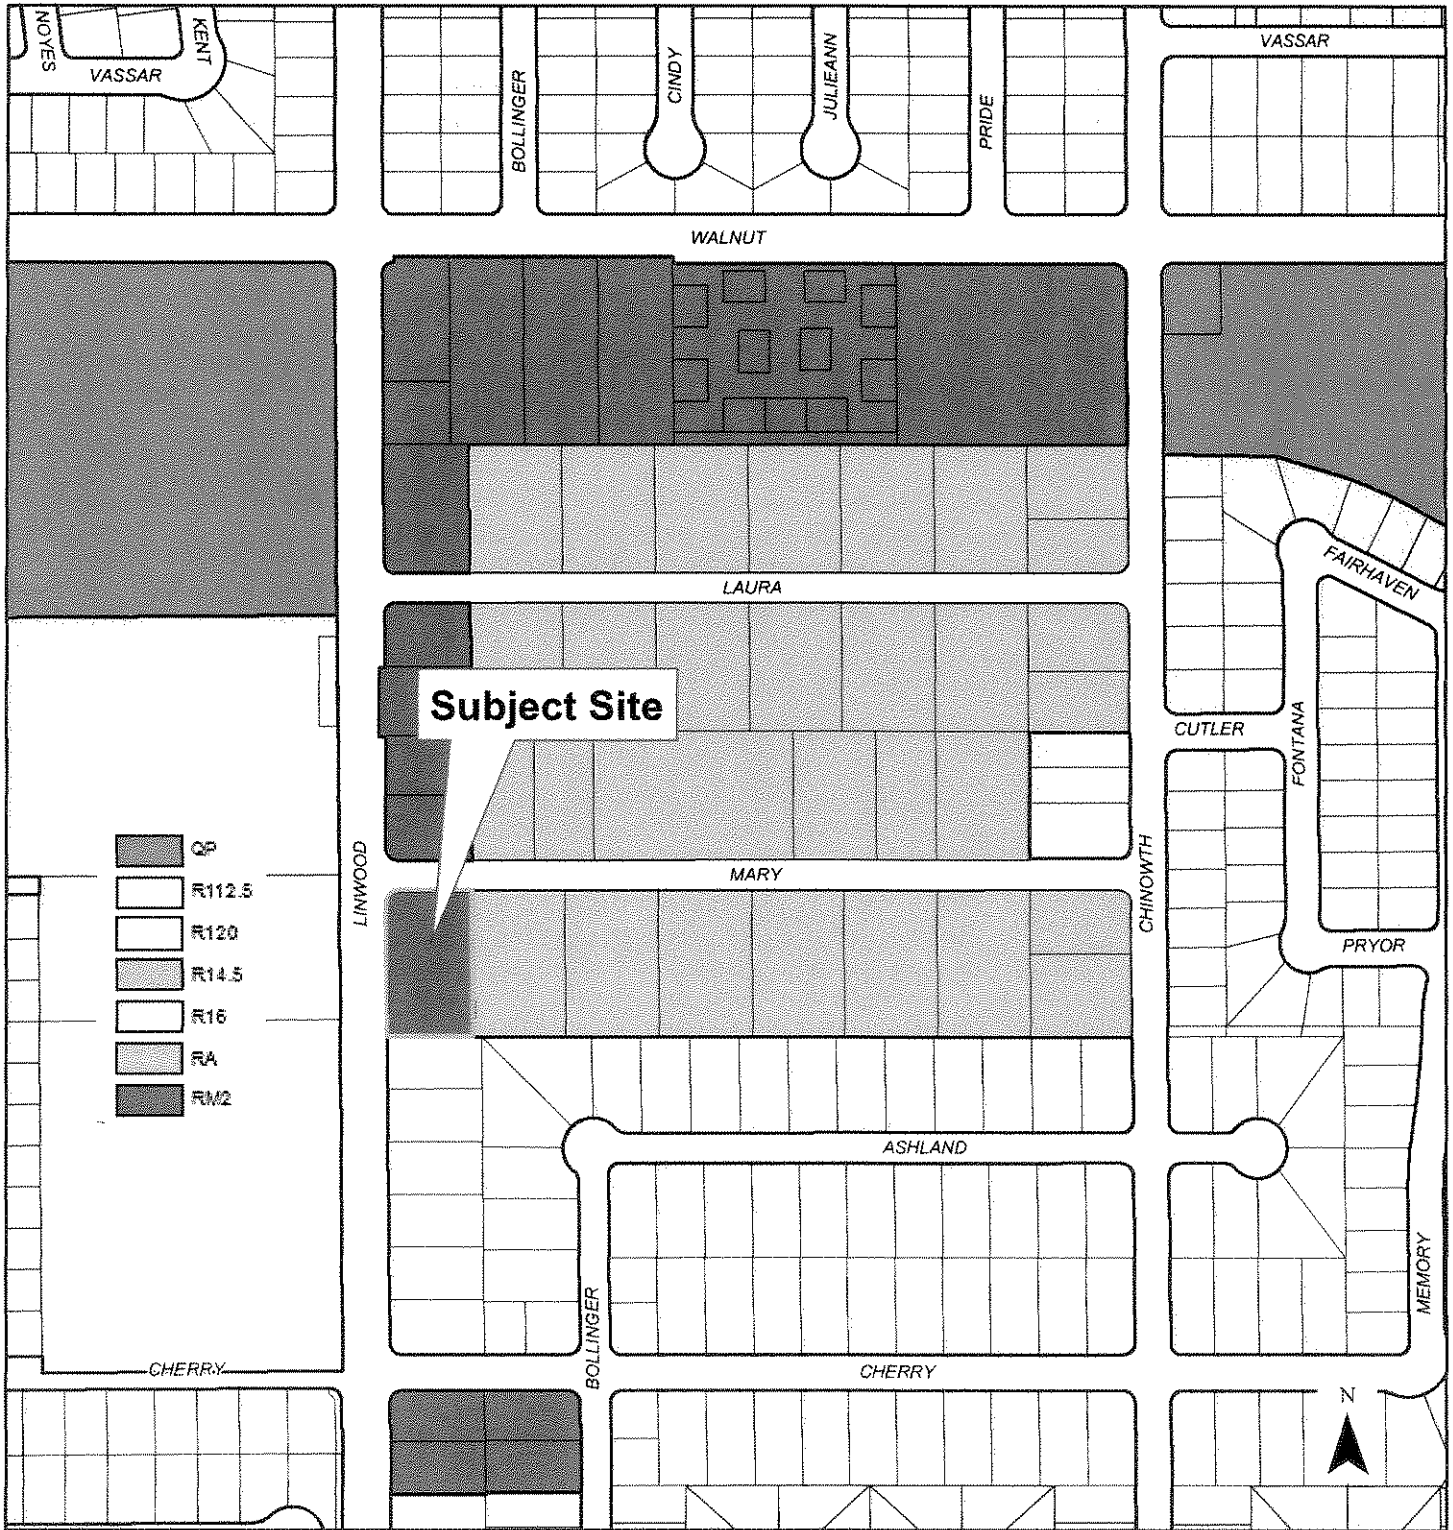 NOYES
KENT
VASSAR
BOLLINGER
CINDY
JULIEANN
PRIDE
VASSAR
WALNUT
LAURA
FAIRHAVEN
Subject Site
CUTLER
FONTANA
LINWOOD
MARY
CHINOWTH
PRYOR
QP
R112.5
R120
R14.5
R16
RA
RM2
ASHLAND
MEMORY
BOLLINGER
CHERRY
CHERRY
N